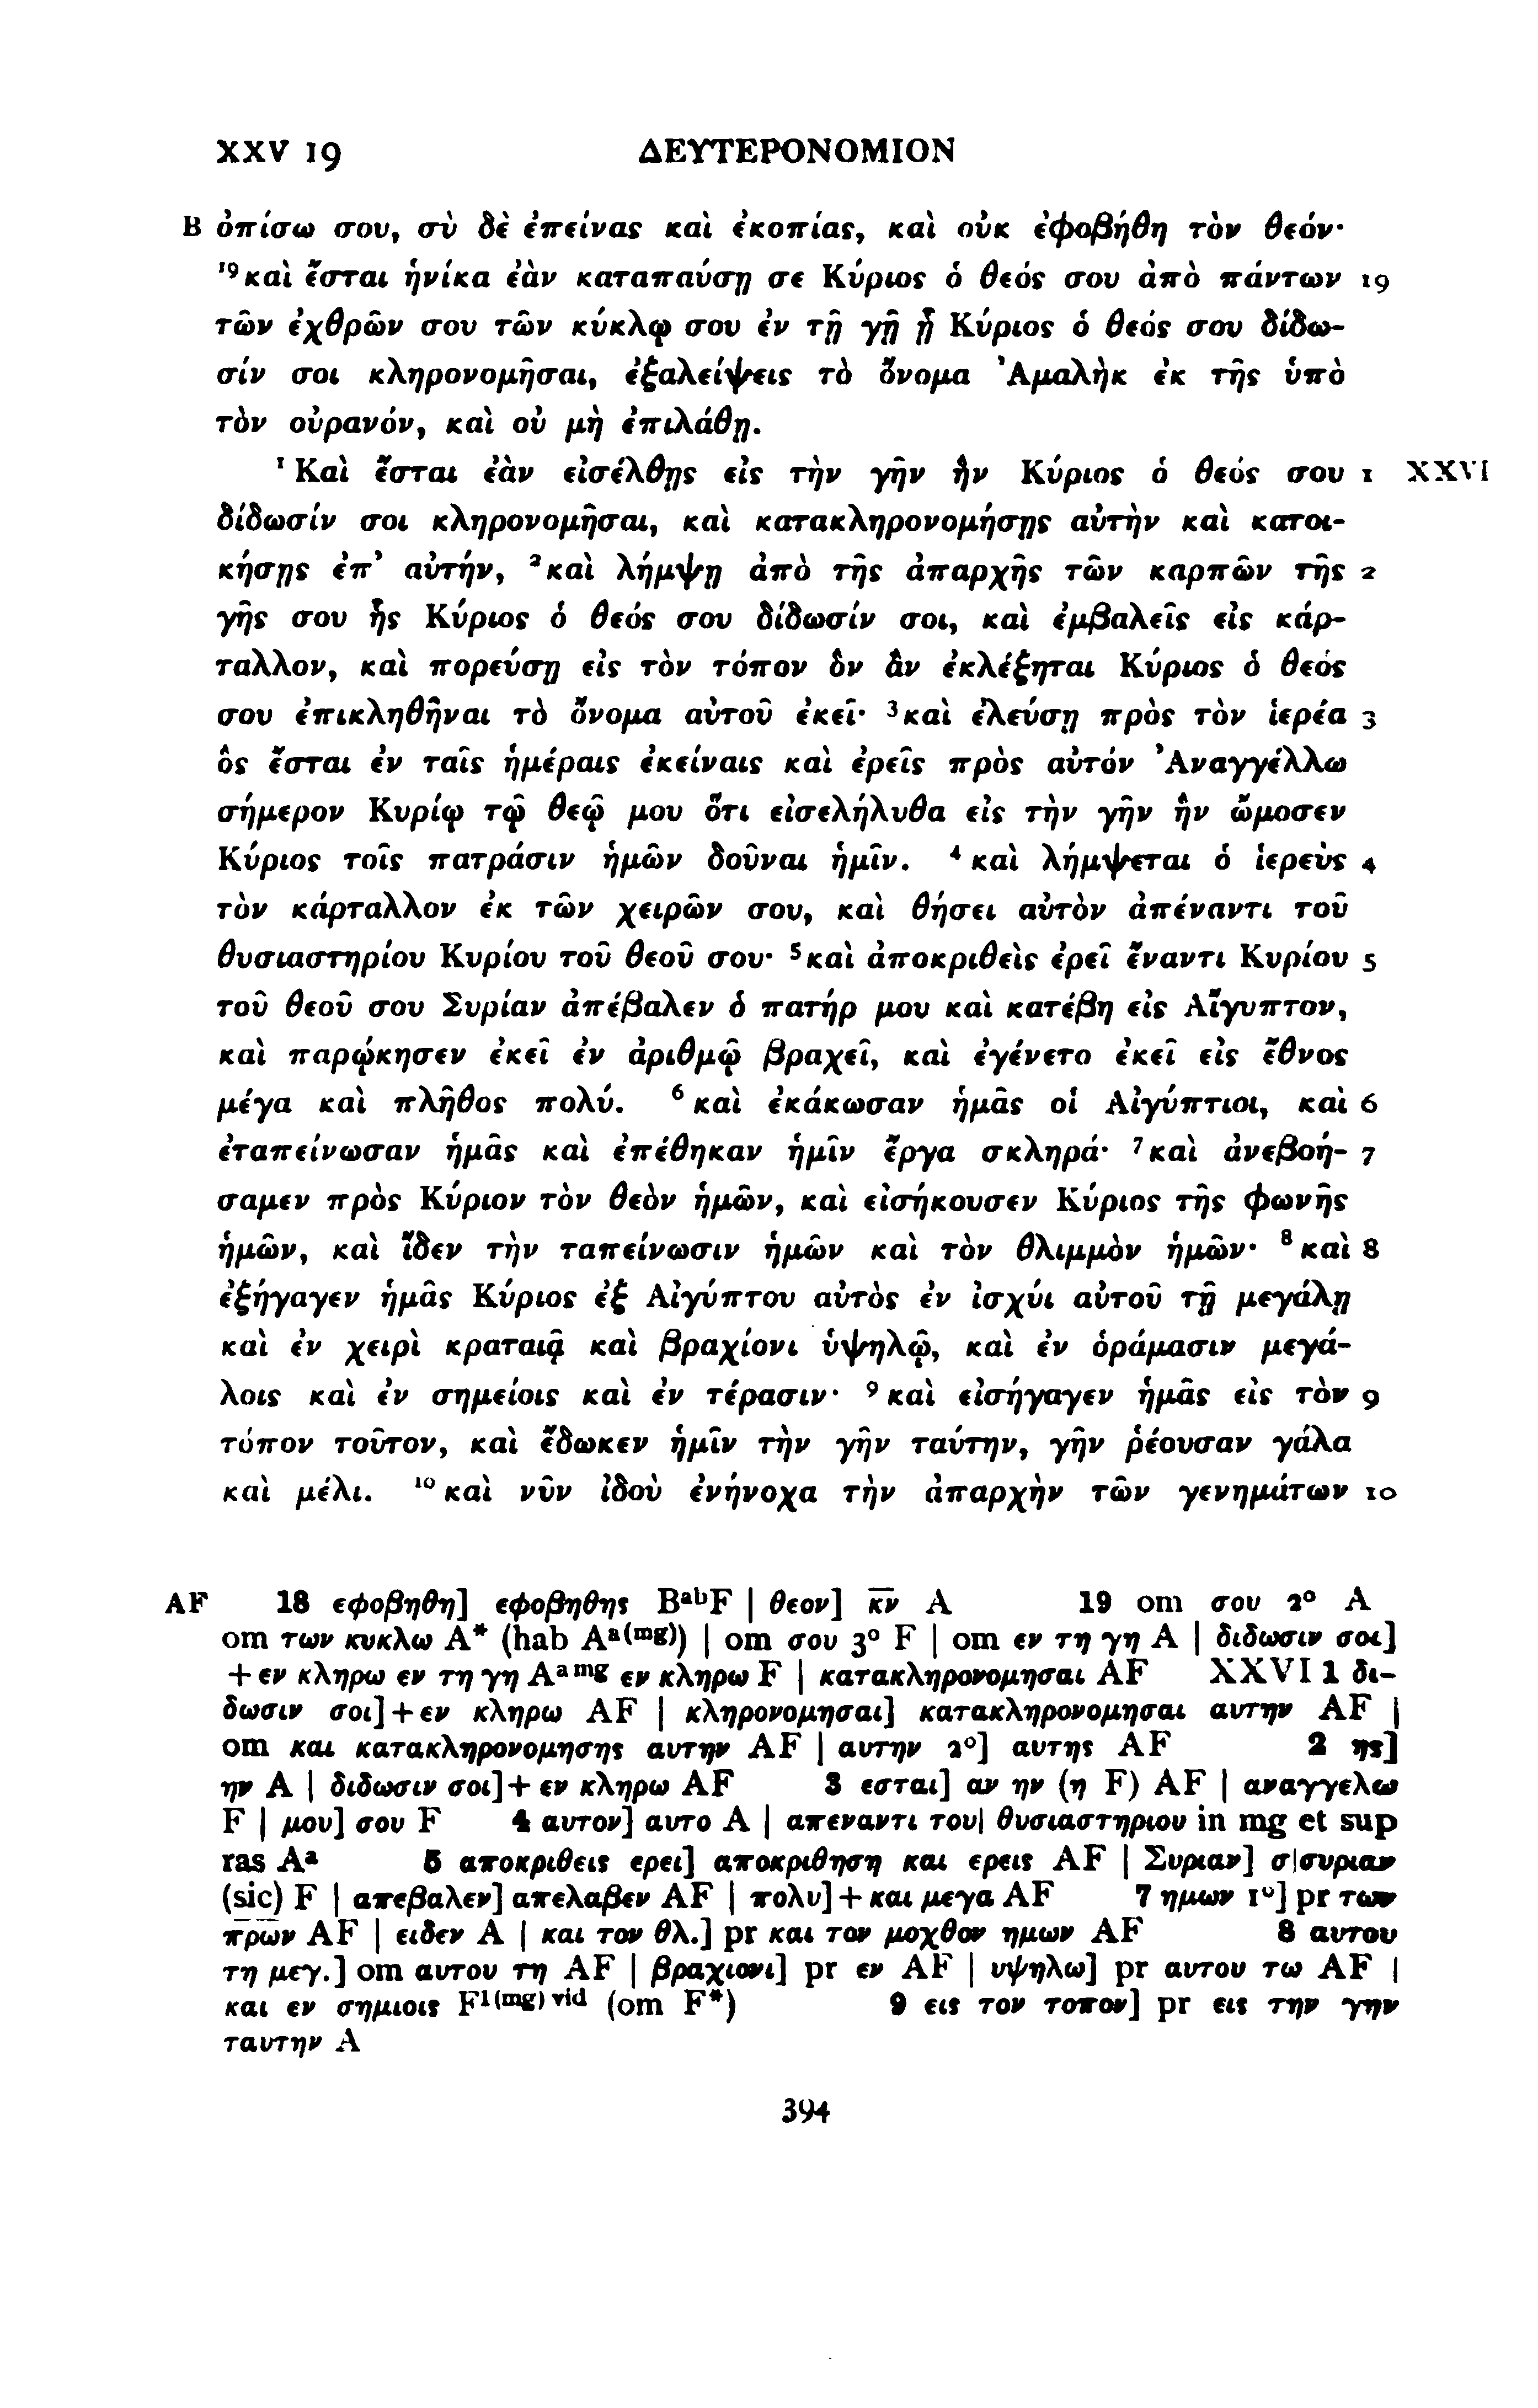 XXV 19 ΔΕΥΤΕΡΟΝΟΜΙΟΝ
B ὀπίσω σου, σὺ δὲ ἐπείνας καὶ ἐκοπίας, καὶ οὐκ ἐφοβήθη τὸν θεόν·
¹⁹καὶ ἔσται ἡνίκα ἐὰν καταπαύσῃ σε Κύριος ὁ θεός σου ἀπὸ πάντων 19
τῶν ἐχθρῶν σου τῶν κύκλῳ σου ἐν τῇ γῇ ᾗ Κύριος ὁ θεός σου δίδω-
σίν σοι κληρονομῆσαι, ἐξαλείψεις τὸ ὄνομα Ἀμαλὴκ ἐκ τῆς ὑπὸ
τὸν οὐρανόν, καὶ οὐ μὴ ἐπιλάθῃ.
¹Καὶ ἔσται ἐὰν εἰσέλθῃς εἰς τὴν γῆν ἣν Κύριος ὁ θεός σου 1 XXVI
δίδωσίν σοι κληρονομῆσαι, καὶ κατακληρονομήσῃς αὐτὴν καὶ κατοι-
κήσῃς ἐπ’ αὐτήν, ²καὶ λήμψῃ ἀπὸ τῆς ἀπαρχῆς τῶν καρπῶν τῆς 2
γῆς σου ἧς Κύριος ὁ θεός σου δίδωσίν σοι, καὶ ἐμβαλεῖς εἰς κάρ-
ταλλον, καὶ πορεύσῃ εἰς τὸν τόπον ὃν ἂν ἐκλέξηται Κύριος ὁ θεός
σου ἐπικληθῆναι τὸ ὄνομα αὐτοῦ ἐκεῖ· ³καὶ ἐλεύσῃ πρὸς τὸν ἱερέα 3
ὃς ἔσται ἐν ταῖς ἡμέραις ἐκείναις καὶ ἐρεῖς πρὸς αὐτόν Ἀναγγέλλω
σήμερον Κυρίῳ τῷ θεῷ μου ὅτι εἰσελήλυθα εἰς τὴν γῆν ἣν ὤμοσεν
Κύριος τοῖς πατράσιν ἡμῶν δοῦναι ἡμῖν. ⁴καὶ λήμψεται ὁ ἱερεὺς 4
τὸν κάρταλλον ἐκ τῶν χειρῶν σου, καὶ θήσει αὐτὸν ἀπέναντι τοῦ
θυσιαστηρίου Κυρίου τοῦ θεοῦ σου· ⁵καὶ ἀποκριθεὶς ἐρεῖ ἔναντι Κυρίου 5
τοῦ θεοῦ σου Συρίαν ἀπέβαλεν ὁ πατήρ μου καὶ κατέβη εἰς Αἴγυπτον,
καὶ παρῴκησεν ἐκεῖ ἐν ἀριθμῷ βραχεῖ, καὶ ἐγένετο ἐκεῖ εἰς ἔθνος
μέγα καὶ πλῆθος πολύ. ⁶καὶ ἐκάκωσαν ἡμᾶς οἱ Αἰγύπτιοι, καὶ 6
ἐταπείνωσαν ἡμᾶς καὶ ἐπέθηκαν ἡμῖν ἔργα σκληρά· ⁷καὶ ἀνεβοή- 7
σαμεν πρὸς Κύριον τὸν θεὸν ἡμῶν, καὶ εἰσήκουσεν Κύριος τῆς φωνῆς
ἡμῶν, καὶ ἴδεν τὴν ταπείνωσιν ἡμῶν καὶ τὸν θλιμμὸν ἡμῶν· ⁸καὶ 8
ἐξήγαγεν ἡμᾶς Κύριος ἐξ Αἰγύπτου αὐτὸς ἐν ἰσχύι αὐτοῦ τῇ μεγάλῃ
καὶ ἐν χειρὶ κραταιᾷ καὶ βραχίονι ὑψηλῷ, καὶ ἐν ὁράμασιν μεγά-
λοις καὶ ἐν σημείοις καὶ ἐν τέρασιν· ⁹καὶ εἰσήγαγεν ἡμᾶς εἰς τὸν 9
τόπον τοῦτον, καὶ ἔδωκεν ἡμῖν τὴν γῆν ταύτην, γῆν ῥέουσαν γάλα
καὶ μέλι. ¹⁰καὶ νῦν ἰδοὺ ἐνήνοχα τὴν ἀπαρχὴν τῶν γενημάτων 10
AF 18 εφοβηθη] εφοβηθης BᵃᵇF | θεον] κ̅ν̅ A 19 om σου 2° A
om των κυκλω A* (hab Aᵃ⁽ᵐᵍ⁾) | om σου 3° F | om εν τη γη A | διδωσιν σοι]
+ εν κληρω εν τη γη Aᵃᵐᵍ εν κληρω F | κατακληρονομησαι AF XXVI 1 δι-
δωσιν σοι] + εν κληρω AF | κληρονομησαι] κατακληρονομησαι αυτην AF |
om και κατακληρονομησης αυτην AF | αυτην 2°] αυτης AF 2 ης]
ην A | διδωσιν σοι] + εν κληρω AF 3 εσται] αν ην (η F) AF | αναγγελω
F | μου] σου F 4 αυτον] αυτο A | απεναντι του| θυσιαστηριου in mg et sup
ras Aᵃ 5 αποκριθεις ερει] αποκριθηση και ερεις AF | Συριαν] σ|συριαν
(sic) F | απεβαλεν] απελαβεν AF | πολυ] + και μεγα AF 7 ημων 1°] pr των
π̅ρ̅ω̅ν̅ AF | ειδεν A | και τον θλ.] pr και τον μοχθον ημων AF 8 αυτου
τη μεγ.] om αυτου τη AF | βραχιονι] pr εν AF | υψηλω] pr αυτου τω AF |
και εν σημιοις F¹⁽ᵐᵍ⁾ ᵛⁱᵈ (om F*) 9 εις τον τοπον] pr εις την γην
ταυτην A
394